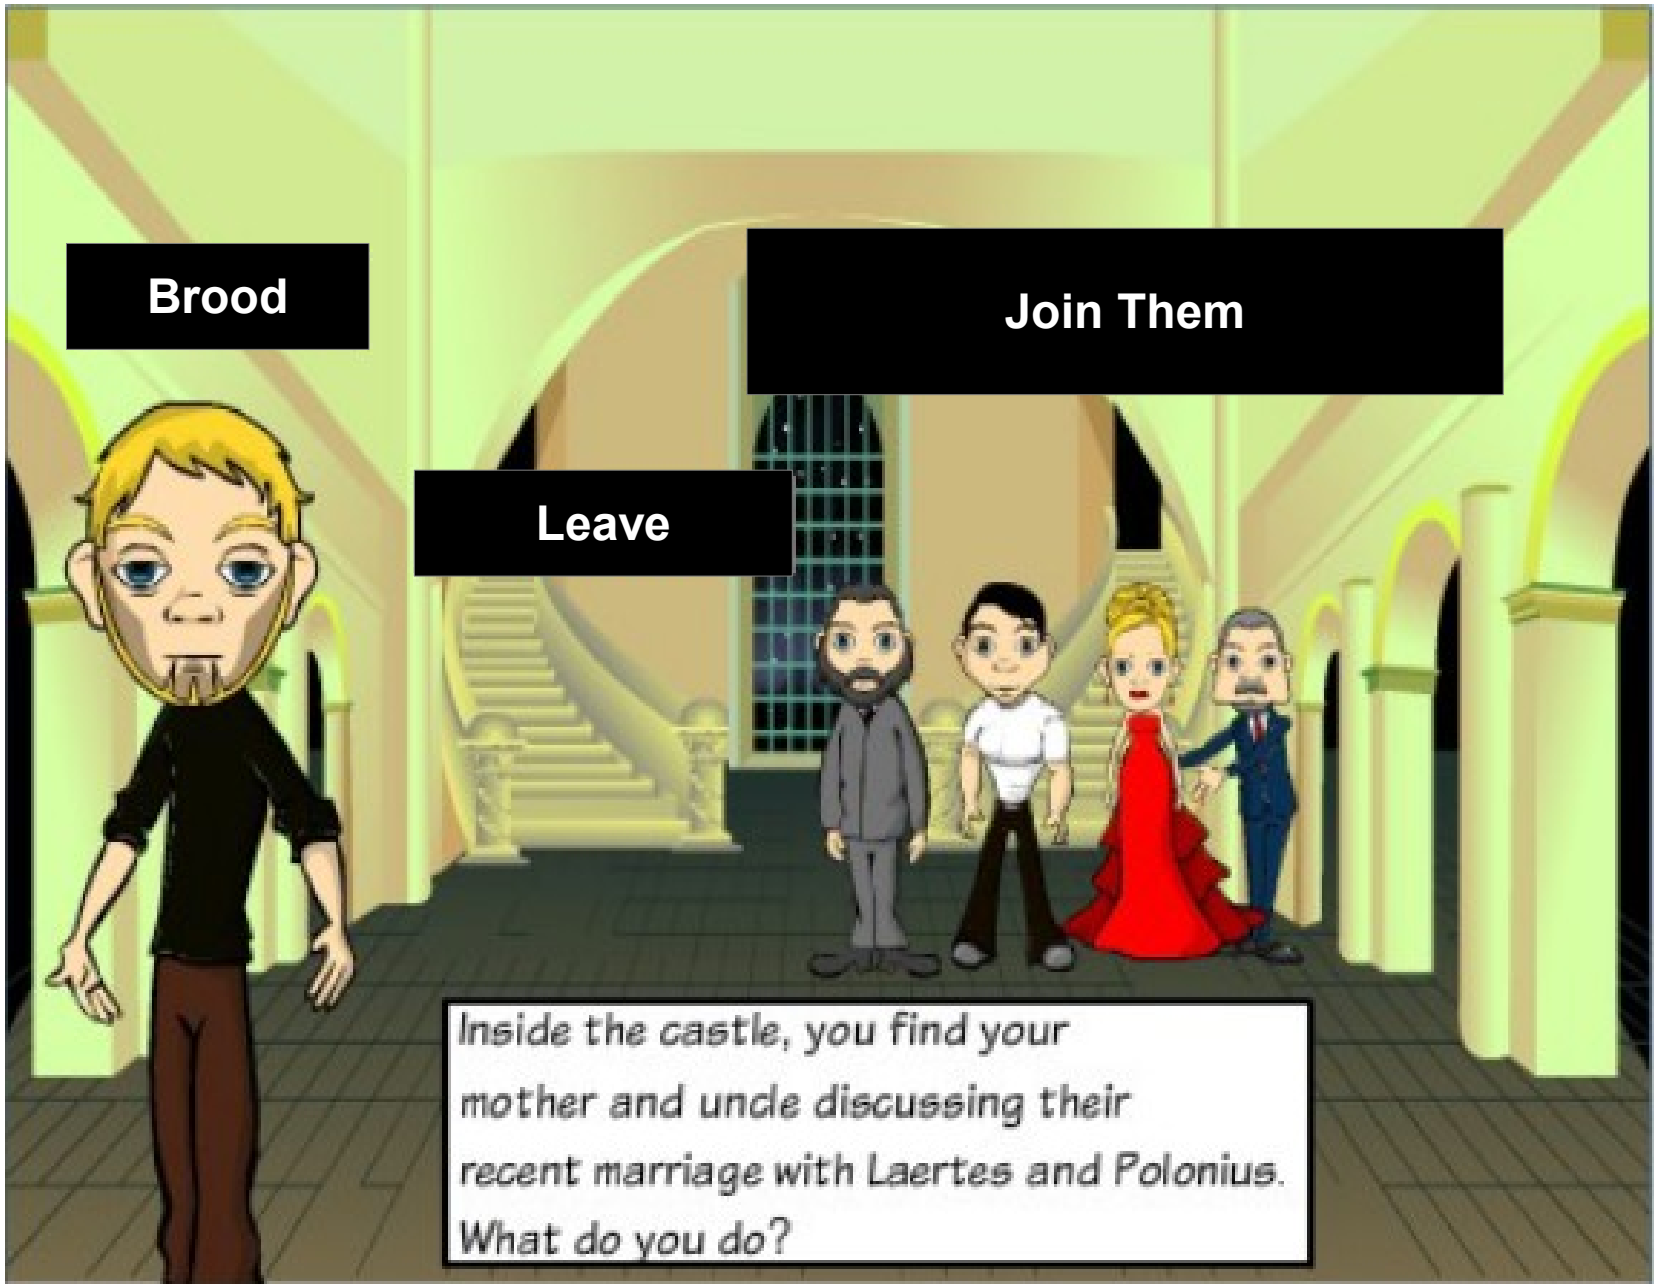 Brood
Join Them
Leave
Inside the castle, you find your
mother and uncle discussing their
recent marriage with Laertes and Polonius.
What do you do?